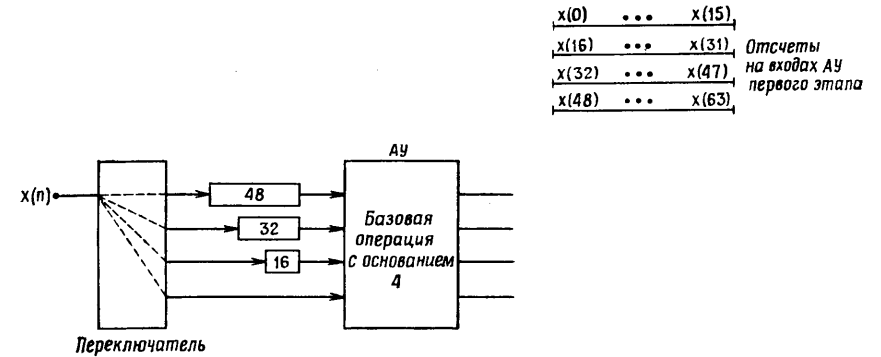 x(0) ••• x(15)
x(16) ••• x(31)
x(32) ••• x(47)
x(48) ••• x(63)
Отсчеты
на входах АУ
первого этапа
АУ
x(n)
48
32
16
Базовая
операция
с основанием
4
Переключатель